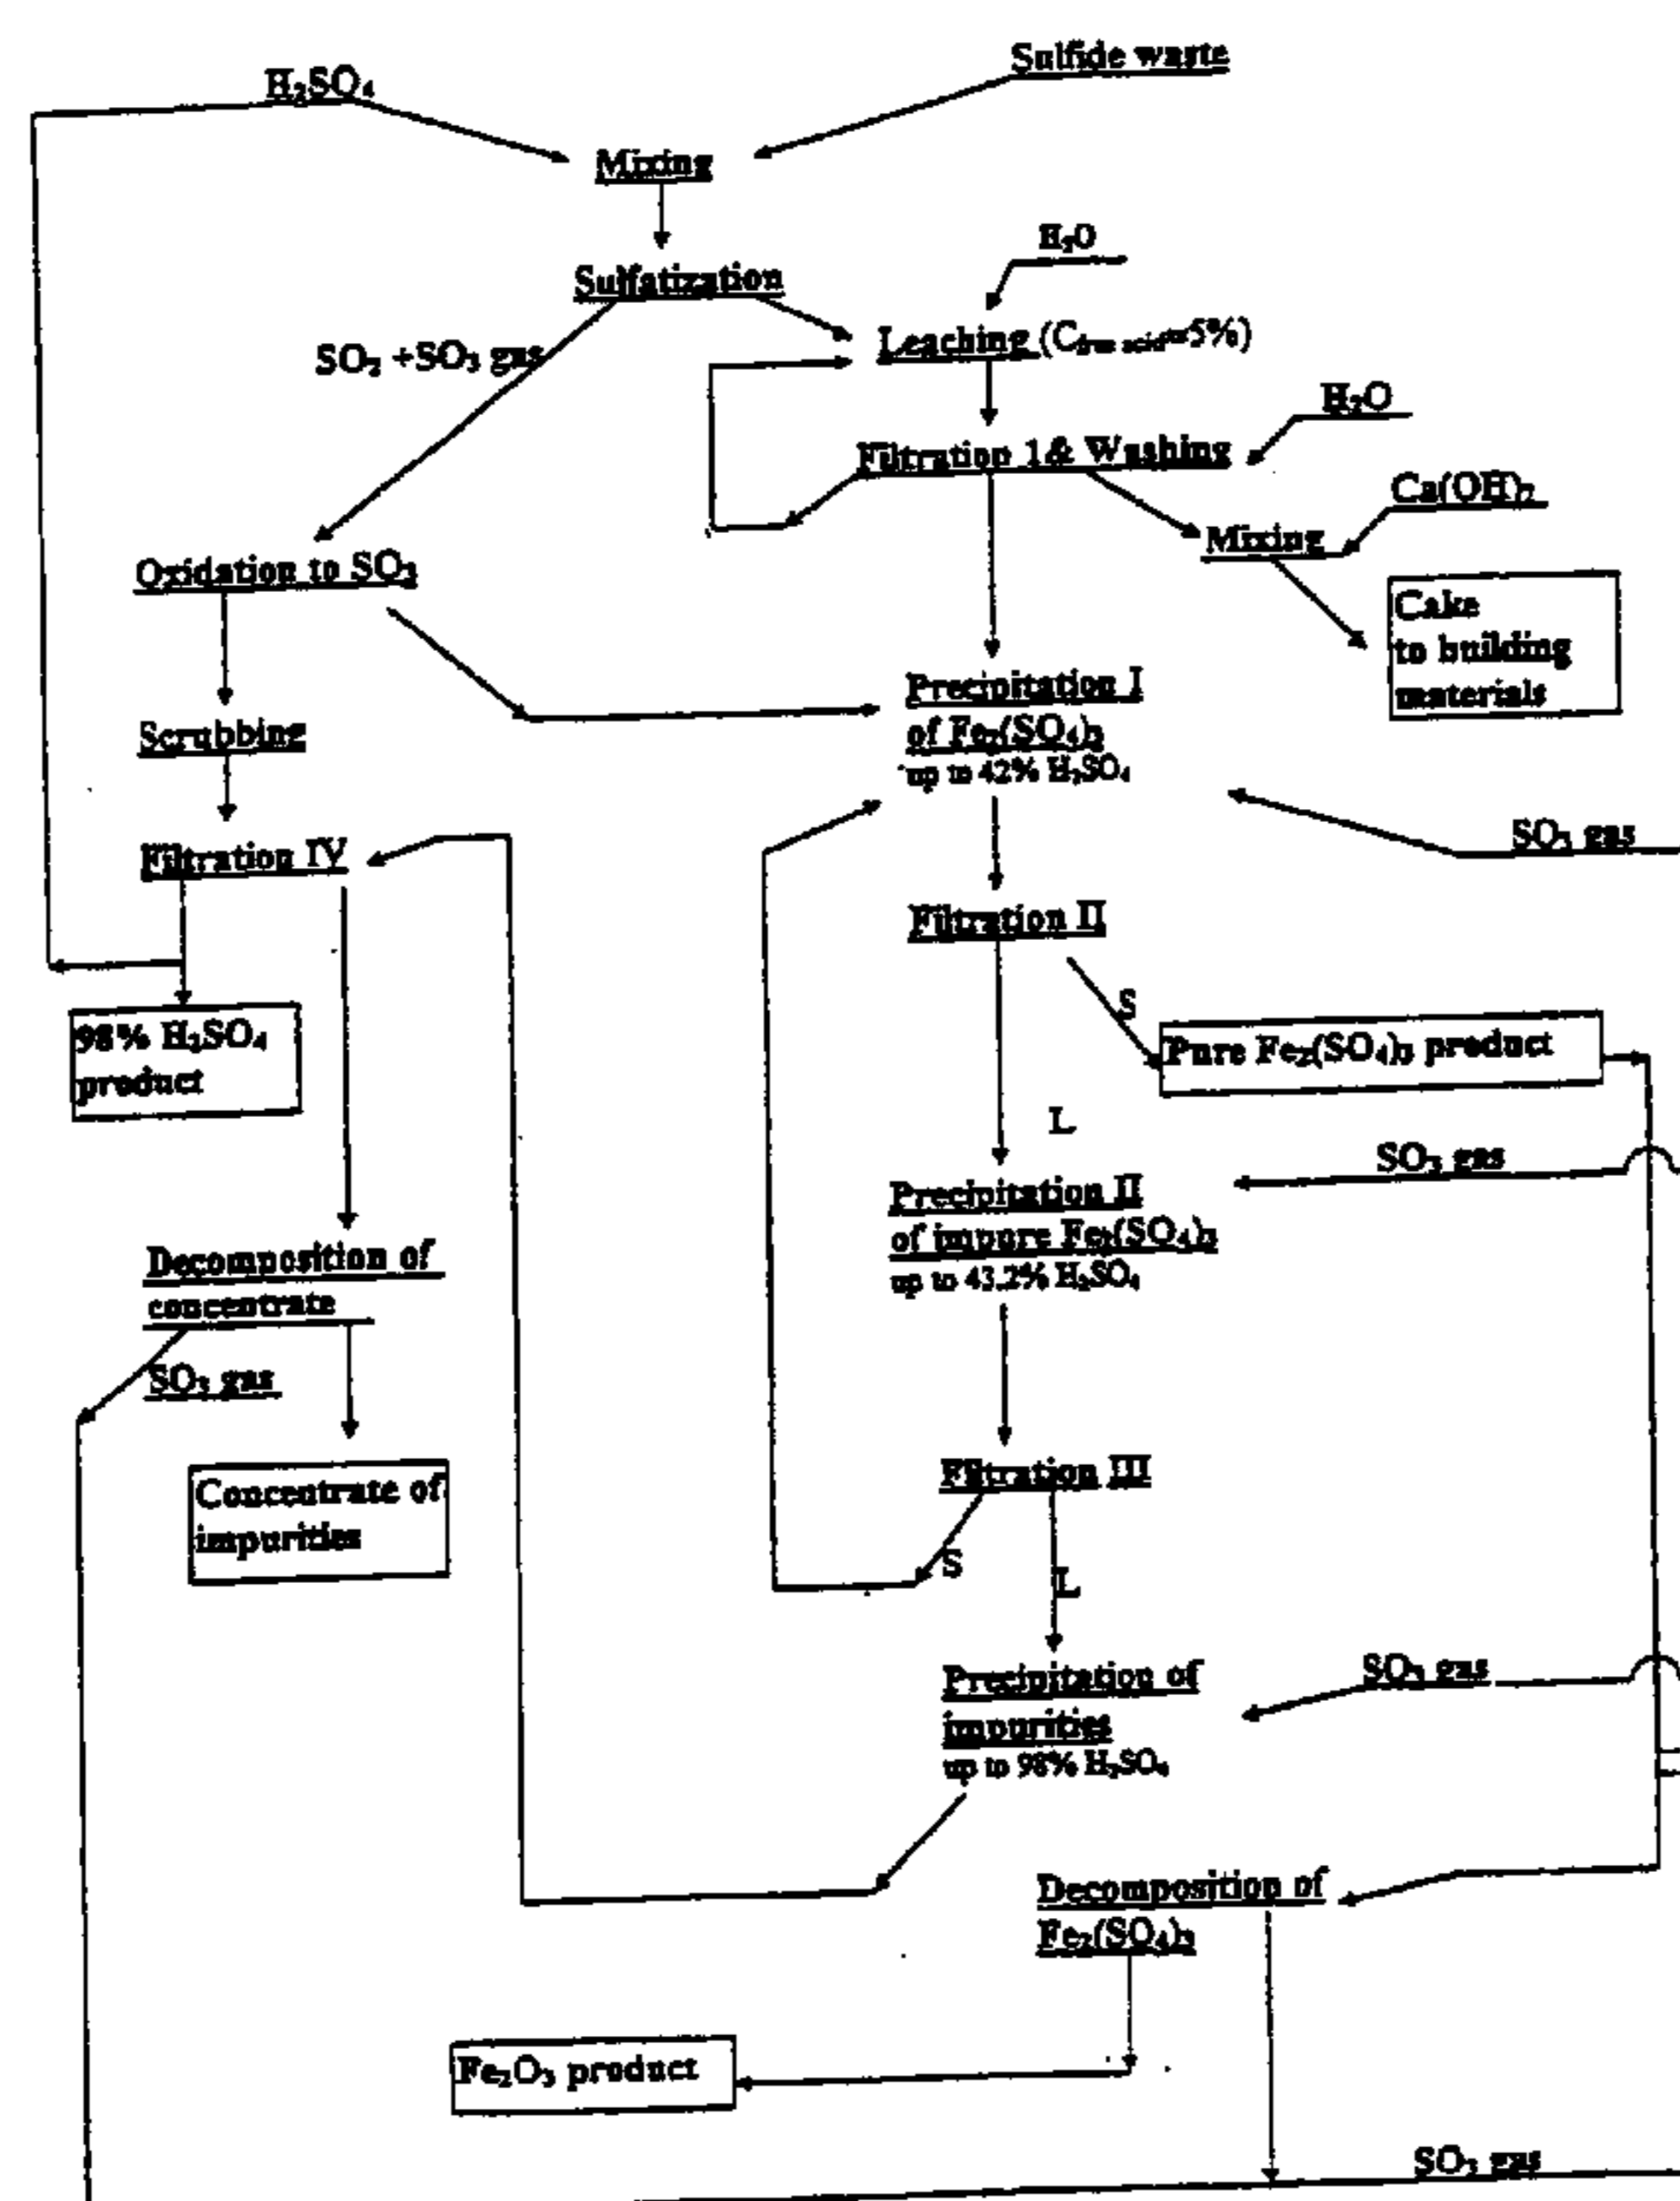 H₂SO₄
Sulfide waste
Mixing
Sulfatization
H₂O
SO₂ +SO₃ gas
Leaching (C free acid=5%)
H₂O
Filtration 1& Washing
Ca(OH)₂
Mixing
Oxidation to SO₃
Cake
to building
materials
Precipitation I
of Fe₂(SO₄)₃
up to 42% H₂SO₄
Scrubbing
SO₃ gas
Filtration IV
Filtration II
S
98% H₂SO₄
product
Pure Fe₂(SO₄)₃ product
L
SO₃ gas
Precipitation II
of impure Fe₂(SO₄)₃
up to 43.2% H₂SO₄
Decomposition of
concentrate
SO₃ gas
Concentrate of
impurities
Filtration III
S
L
Precipitation of
impurities
up to 98% H₂SO₄
SO₃ gas
Decomposition of
Fe₂(SO₄)₃
Fe₂O₃ product
SO₃ gas